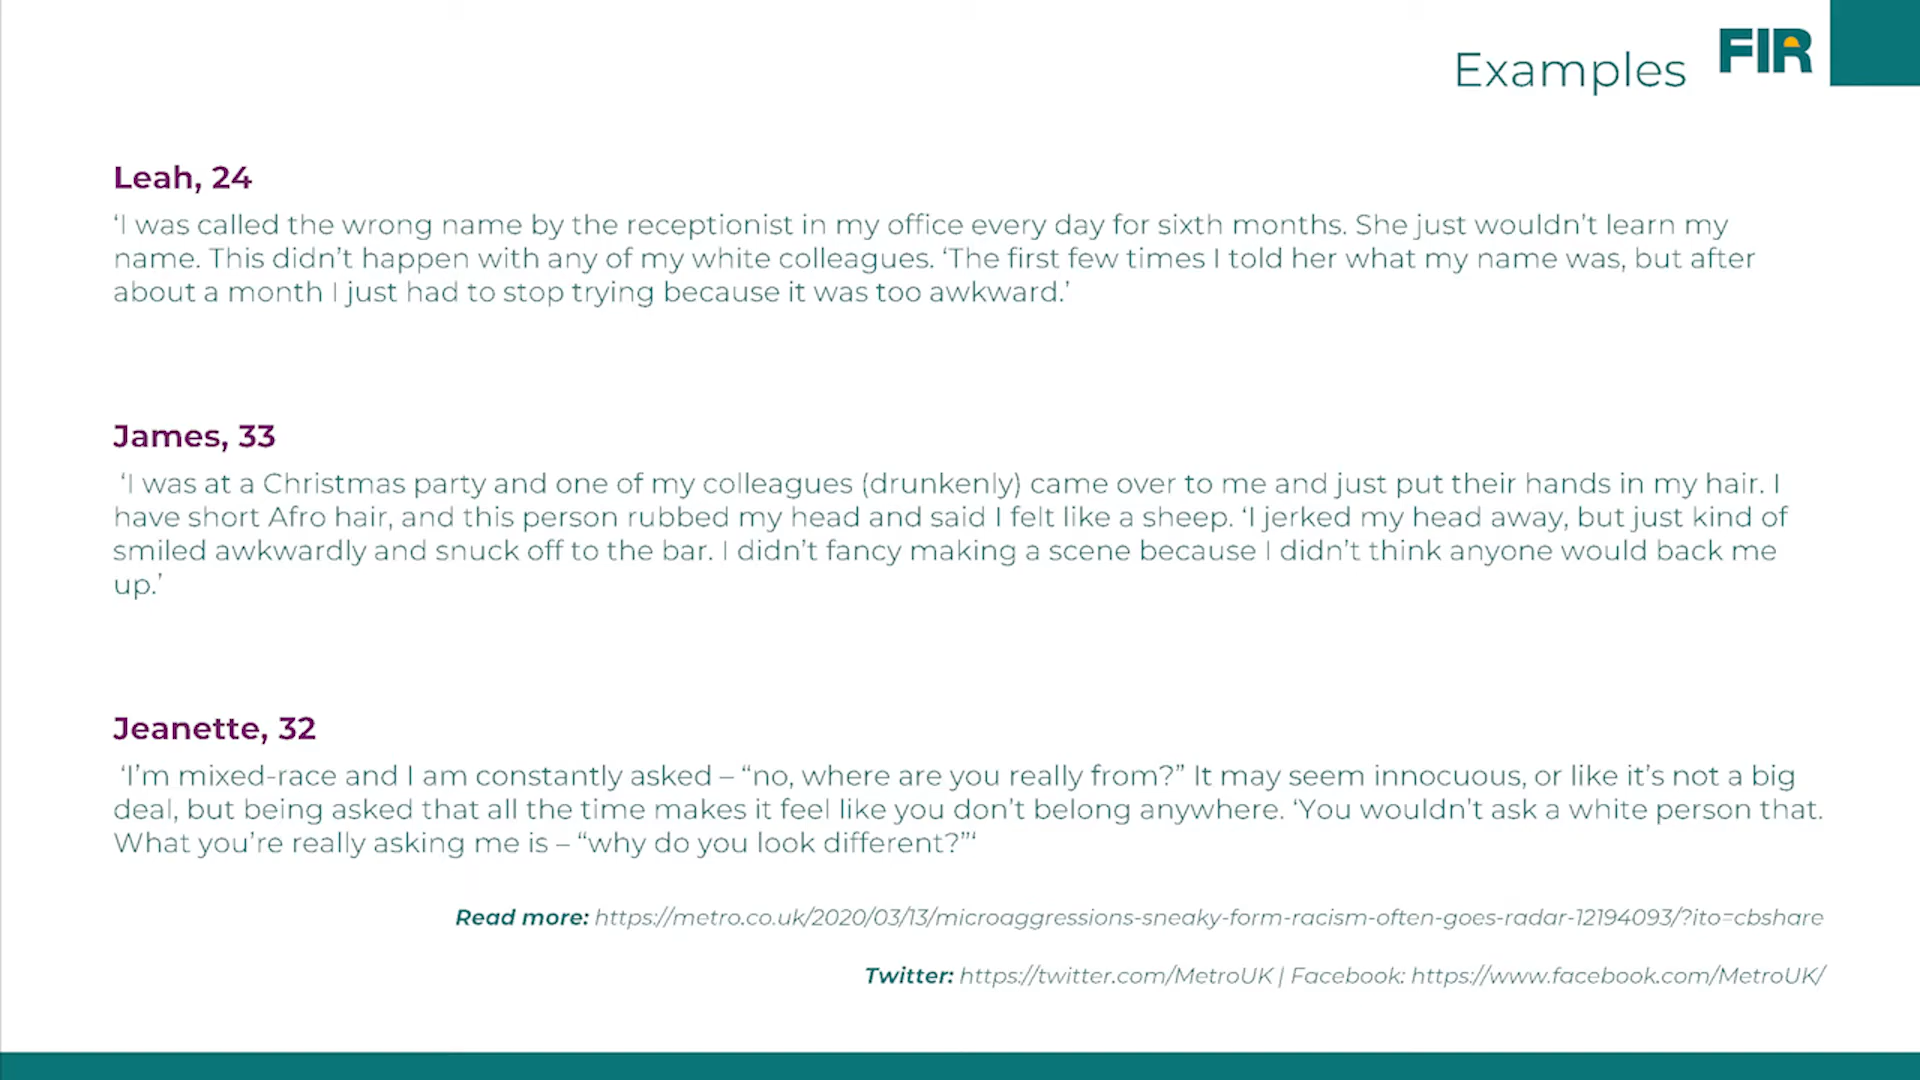 Examples
FIR
Leah, 24
‘I was called the wrong name by the receptionist in my office every day for sixth months. She just wouldn’t learn my
name. This didn’t happen with any of my white colleagues. ‘The first few times I told her what my name was, but after
about a month I just had to stop trying because it was too awkward.’
James, 33
‘I was at a Christmas party and one of my colleagues (drunkenly) came over to me and just put their hands in my hair. I
have short Afro hair, and this person rubbed my head and said I felt like a sheep. ‘I jerked my head away, but just kind of
smiled awkwardly and snuck off to the bar. I didn’t fancy making a scene because I didn’t think anyone would back me
up.’
Jeanette, 32
‘I’m mixed-race and I am constantly asked – “no, where are you really from?” It may seem innocuous, or like it’s not a big
deal, but being asked that all the time makes it feel like you don’t belong anywhere. ‘You wouldn’t ask a white person that.
What you’re really asking me is – “why do you look different?”‘
Read more: https://metro.co.uk/2020/03/13/microaggressions-sneaky-form-racism-often-goes-radar-12194093/?ito=cbshare
Twitter: https://twitter.com/MetroUK | Facebook: https://www.facebook.com/MetroUK/